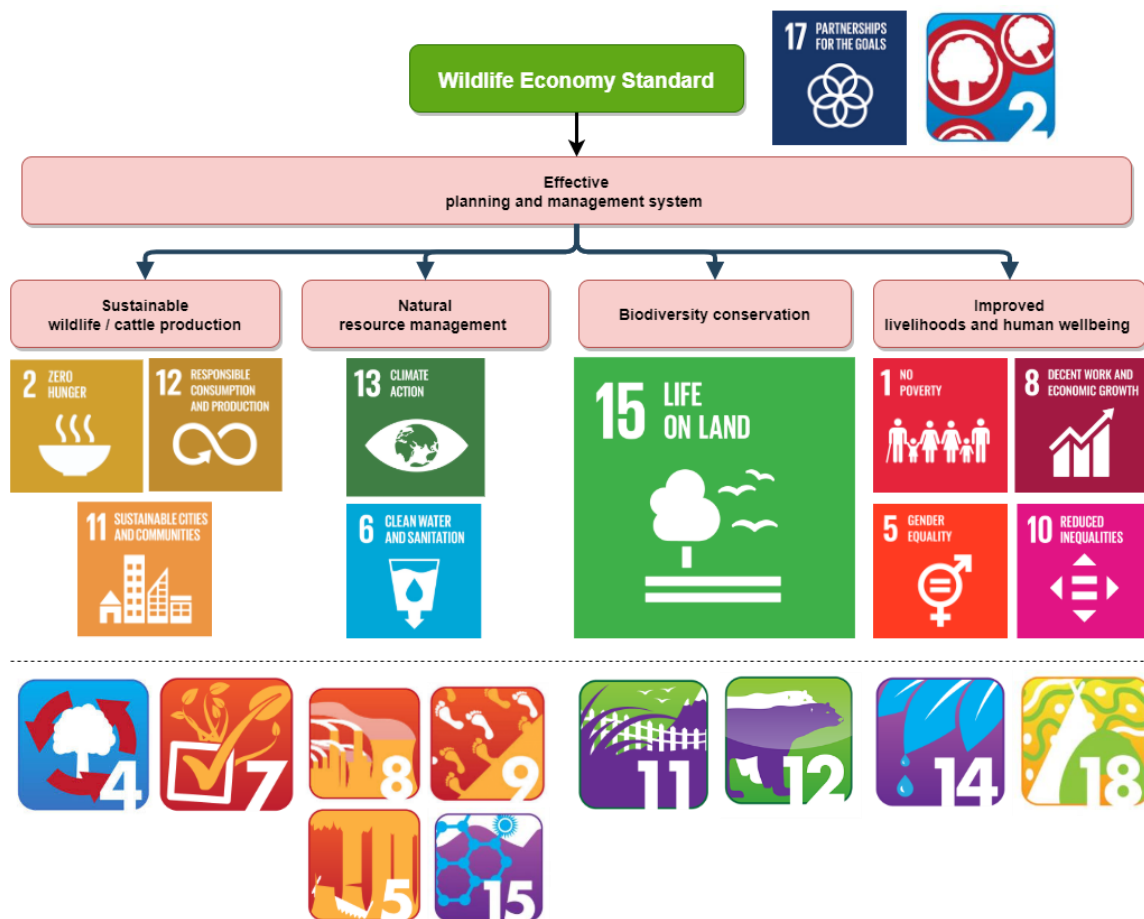 Wildlife Economy Standard
17 PARTNERSHIPS
FOR THE GOALS
2
Effective
planning and management system
Sustainable
wildlife / cattle production
Natural
resource management
Biodiversity conservation
Improved
livelihoods and human wellbeing
2 ZERO
HUNGER
12 RESPONSIBLE
CONSUMPTION
AND PRODUCTION
11 SUSTAINABLE CITIES
AND COMMUNITIES
13 CLIMATE
ACTION
6 CLEAN WATER
AND SANITATION
15 LIFE
ON LAND
1 NO
POVERTY
8 DECENT WORK AND
ECONOMIC GROWTH
5 GENDER
EQUALITY
10 REDUCED
INEQUALITIES
4
7
8
9
11
12
14
18
5
15